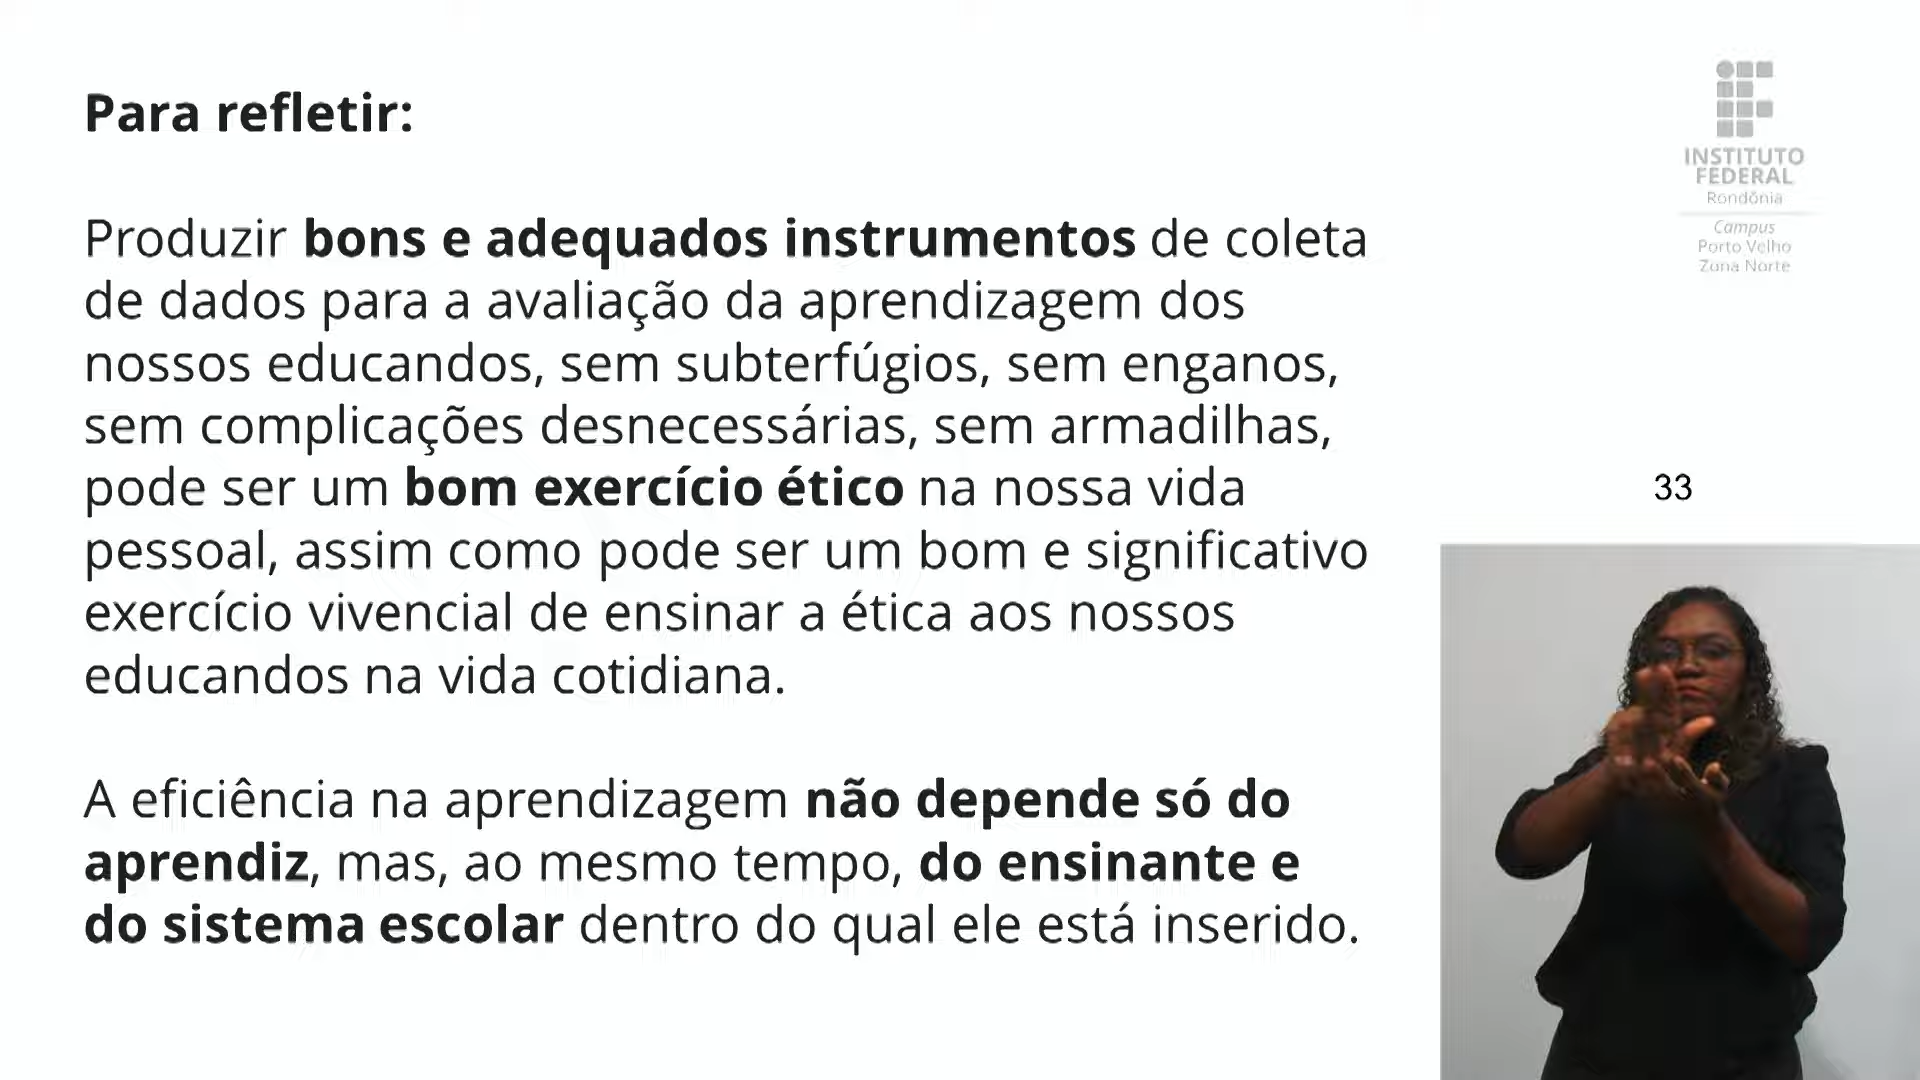 Para refletir:
Produzir bons e adequados instrumentos de coleta
de dados para a avaliação da aprendizagem dos
nossos educandos, sem subterfúgios, sem enganos,
sem complicações desnecessárias, sem armadilhas,
pode ser um bom exercício ético na nossa vida
pessoal, assim como pode ser um bom e significativo
exercício vivencial de ensinar a ética aos nossos
educandos na vida cotidiana.
A eficiência na aprendizagem não depende só do
aprendiz, mas, ao mesmo tempo, do ensinante e
do sistema escolar dentro do qual ele está inserido.
INSTITUTO
FEDERAL
Rondônia
Campus
Porto Velho
Zona Norte
33